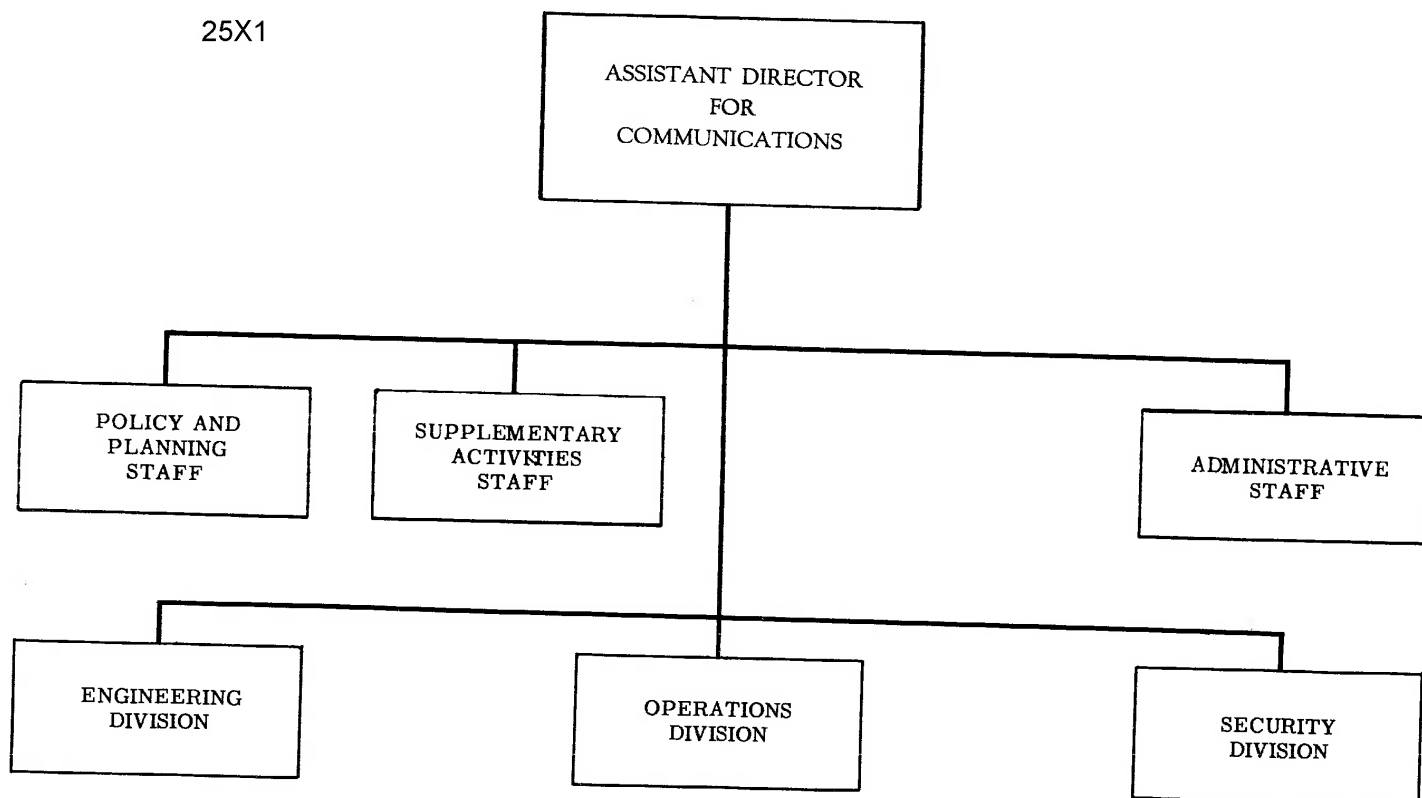 25X1
ASSISTANT DIRECTOR
FOR
COMMUNICATIONS
POLICY AND
PLANNING
STAFF
SUPPLEMENTARY
ACTIVITIES
STAFF
ADMINISTRATIVE
STAFF
ENGINEERING
DIVISION
OPERATIONS
DIVISION
SECURITY
DIVISION